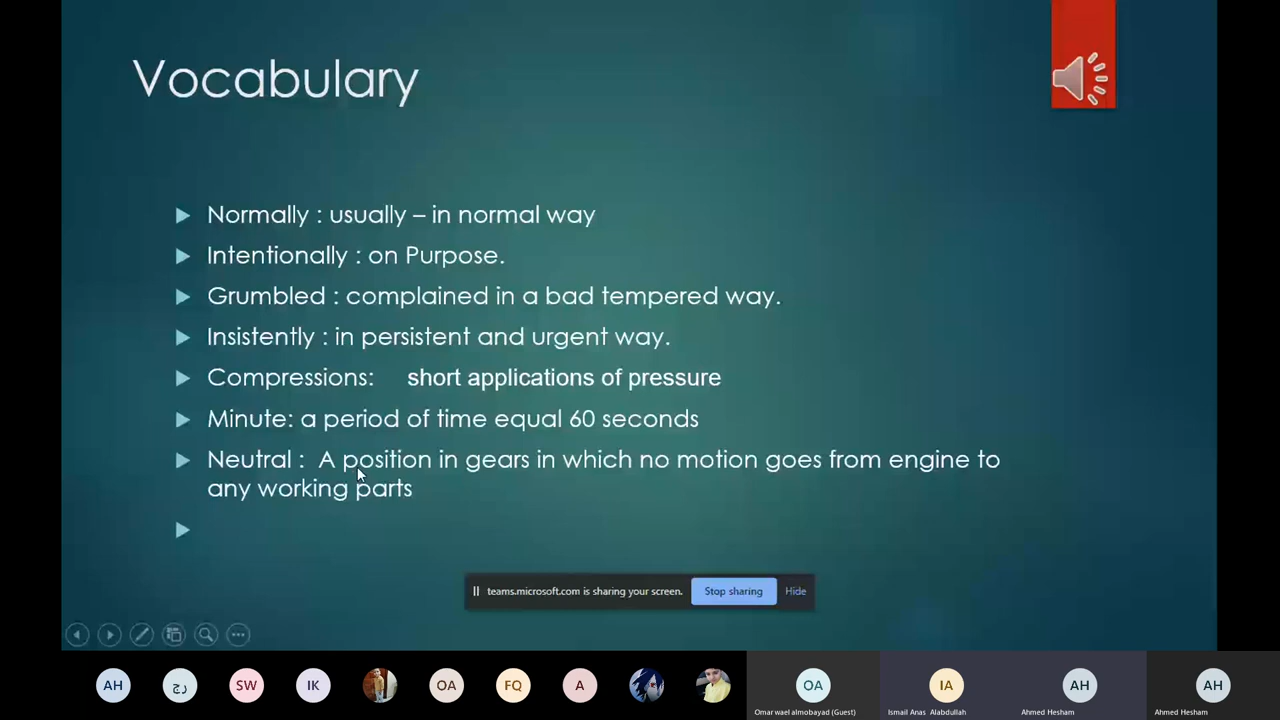 Vocabulary
Normally : usually – in normal way
Intentionally : on Purpose.
Grumbled : complained in a bad tempered way.
Insistently : in persistent and urgent way.
Compressions: short applications of pressure
Minute: a period of time equal 60 seconds
Neutral : A position in gears in which no motion goes from engine to
any working parts
teams.microsoft.com is sharing your screen. Stop sharing Hide
AH رج SW IK OA FQ A OA IA AH AH
Omar wael almobayad (Guest) Ismail Anas Alabdullah Ahmed Hesham Ahmed Hesham